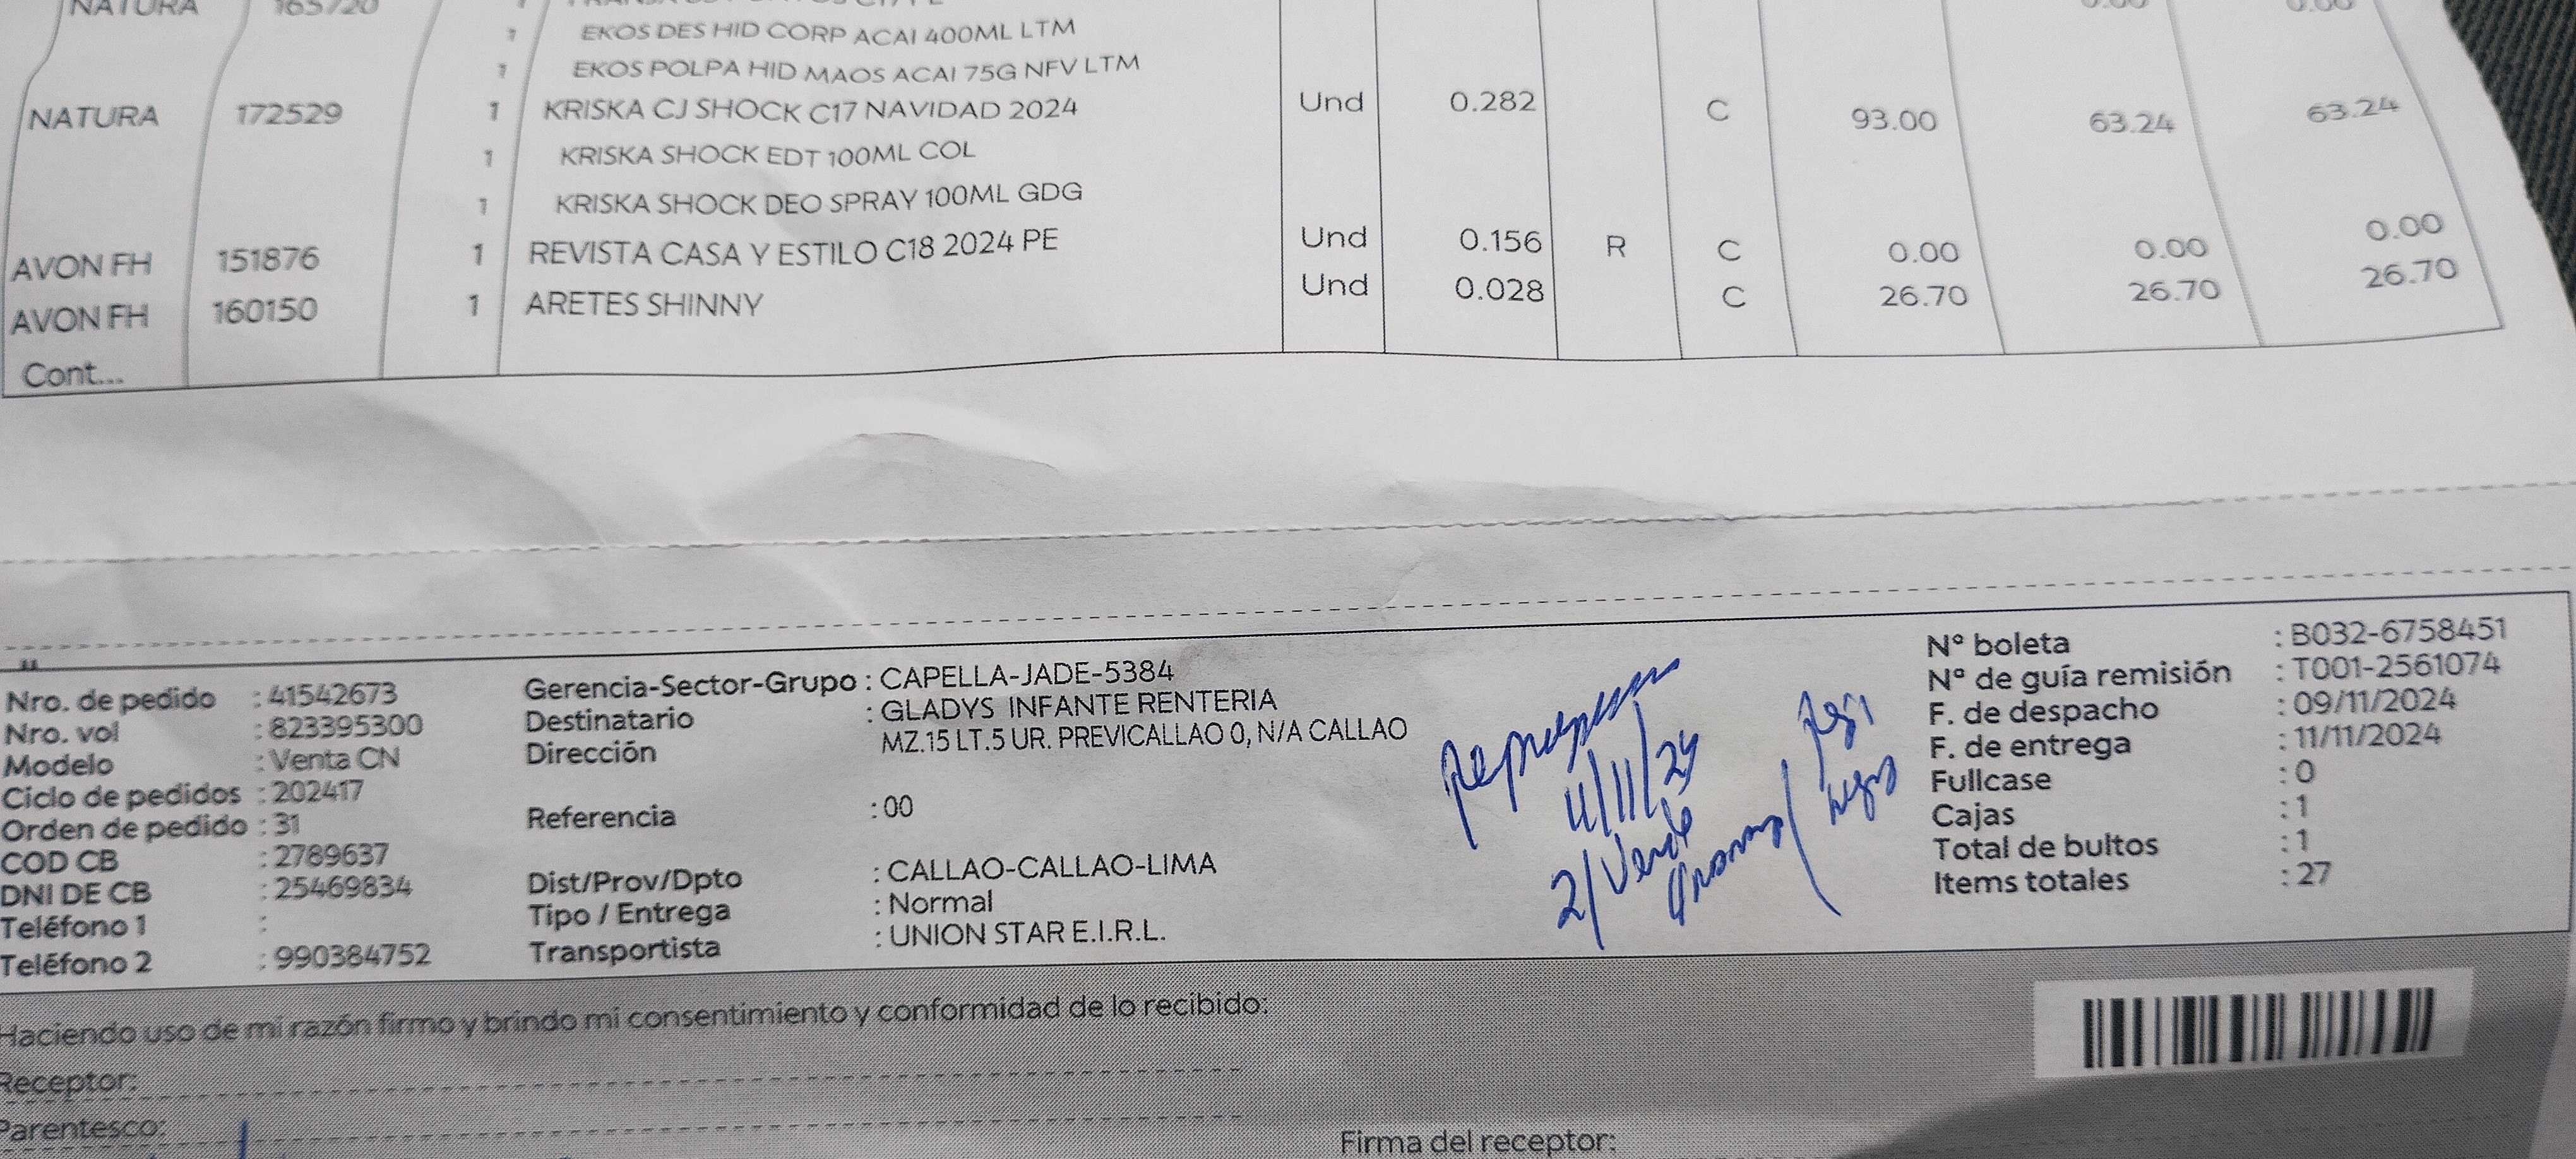 NATURA 165720 1
1 EKOS DES HID CORP ACAI 400ML LTM
1 EKOS POLPA HID MAOS ACAI 75G NFV LTM
NATURA 172529 1 KRISKA CJ SHOCK C17 NAVIDAD 2024 Und 0.282 C 93.00 63.24 63.24
1 KRISKA SHOCK EDT 100ML COL
1 KRISKA SHOCK DEO SPRAY 100ML GDG
AVON FH 151876 1 REVISTA CASA Y ESTILO C18 2024 PE Und 0.156 R C 0.00 0.00 0.00
AVON FH 160150 1 ARETES SHINNY Und 0.028 C 26.70 26.70 26.70
Cont...
Nro. de pedido : 41542673
Nro. vol : 823395300
Modelo : Venta CN
Ciclo de pedidos : 202417
Orden de pedido : 31
COD CB : 2789637
DNI DE CB : 25469834
Teléfono 1 :
Teléfono 2 : 990384752
Gerencia-Sector-Grupo : CAPELLA-JADE-5384
Destinatario : GLADYS INFANTE RENTERIA
Dirección MZ.15 LT.5 UR. PREVICALLAO 0, N/A CALLAO
Referencia : 00
Dist/Prov/Dpto : CALLAO-CALLAO-LIMA
Tipo / Entrega : Normal
Transportista : UNION STAR E.I.R.L.
11/11/24
2/ Verde
N° boleta : B032-6758451
N° de guía remisión : T001-2561074
F. de despacho : 09/11/2024
F. de entrega : 11/11/2024
Fullcase : 0
Cajas : 1
Total de bultos : 1
Items totales : 27
Haciendo uso de mi razón firmo y brindo mi consentimiento y conformidad de lo recibido:
Receptor:
Parentesco:
Firma del receptor: